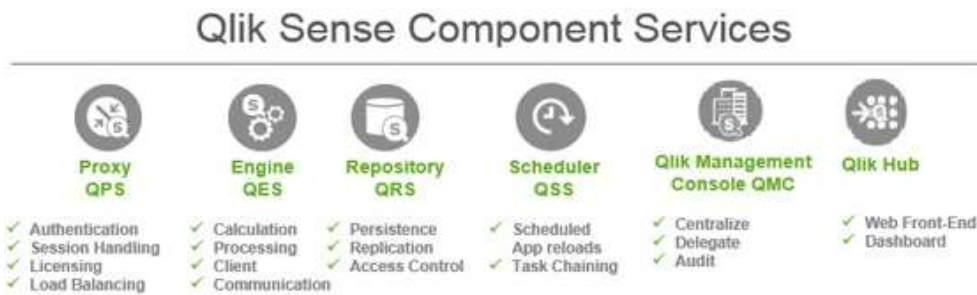 Qlik Sense Component Services
Proxy
QPS
Authentication
Session Handling
Licensing
Load Balancing
Engine
QES
Calculation
Processing
Client
Communication
Repository
QRS
Persistence
Replication
Access Control
Scheduler
QSS
Scheduled
App reloads
Task Chaining
Qlik Management
Console QMC
Centralize
Delegate
Audit
Qlik Hub
Web Front-End
Dashboard